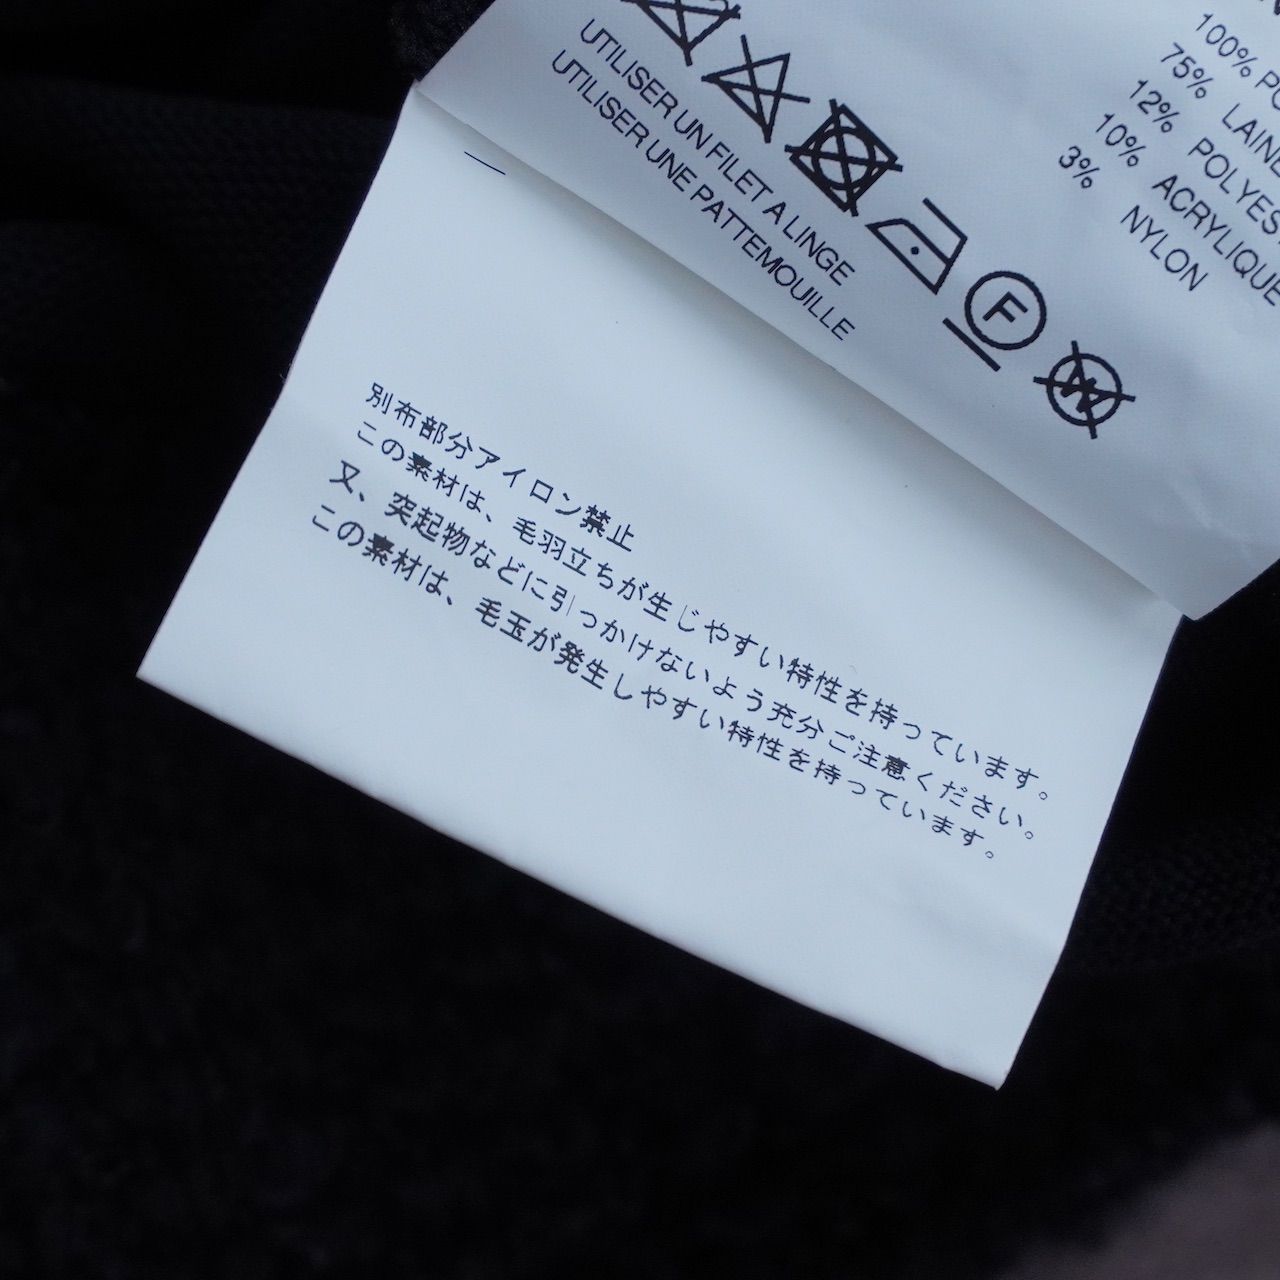 UTILISER UN FILET A LINGE
UTILISER UNE PATTEMOUILLE
100%
75% LAINE
12%
10% ACRYLIQUE
3% NYLON
F
W
別布部分アイロン禁止
この素材は、毛羽立ちが生じやすい特性を持っています。
又、突起物などに引っかけないよう充分ご注意ください。
この素材は、毛玉が発生しやすい特性を持っています。